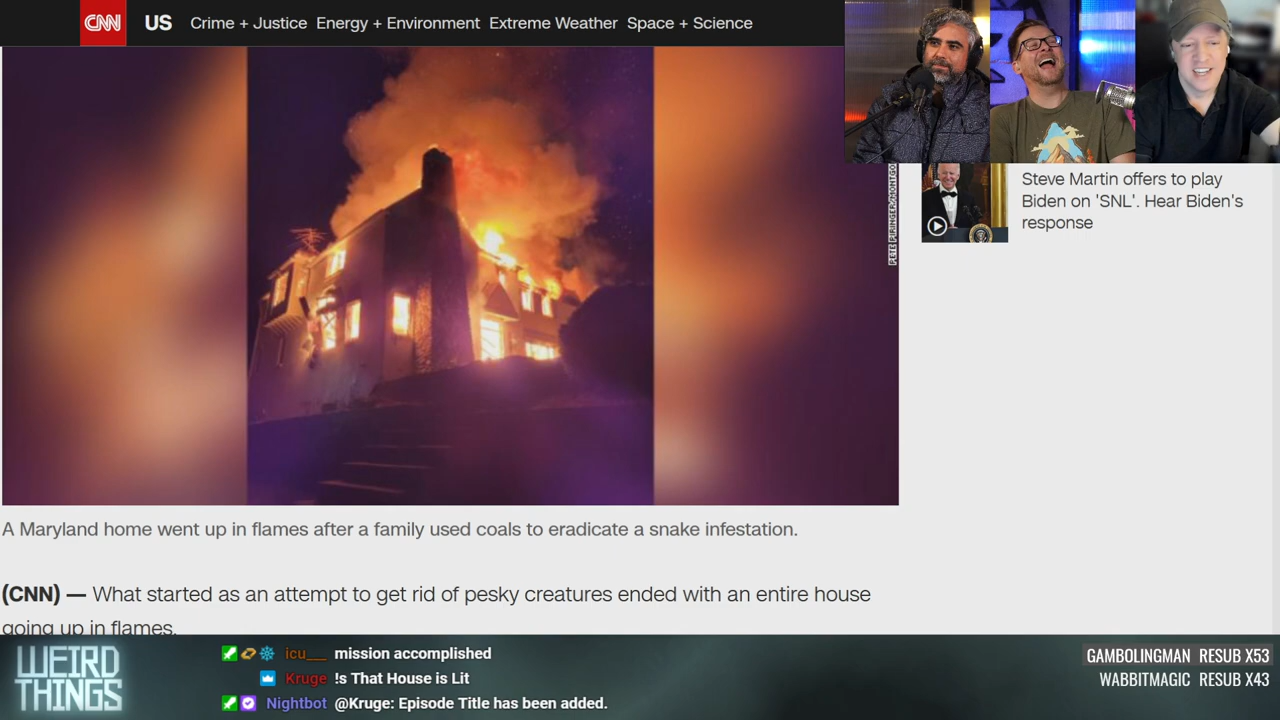 CNN US Crime + Justice Energy + Environment Extreme Weather Space + Science
PETE PIRINGER/MONTGO
Steve Martin offers to play
Biden on 'SNL'. Hear Biden's
response
A Maryland home went up in flames after a family used coals to eradicate a snake infestation.
(CNN) — What started as an attempt to get rid of pesky creatures ended with an entire house
going up in flames.
WEIRD
THINGS
icu___ mission accomplished
Kruge !s That House is Lit
Nightbot @Kruge: Episode Title has been added.
GAMBOLINGMAN RESUB X53
WABBITMAGIC RESUB X43